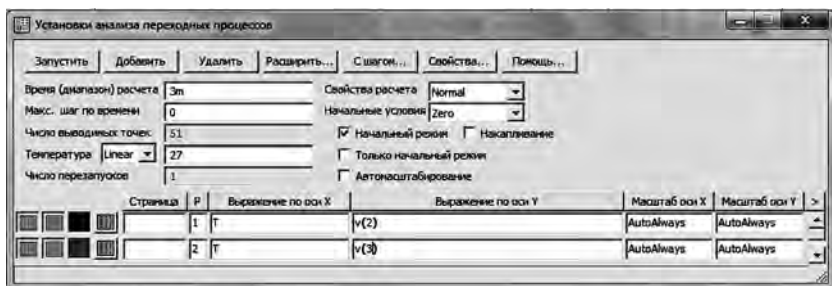 Установки анализа переходных процессов
Запустить Добавить Удалить Расширить... С шагом... Свойства... Помощь...
Время (диапазон) расчета 3m Свойства расчета Normal
Макс. шаг по времени 0 Начальные условия Zero
Число выводимых точек 51 Начальный режим Накапливание
Температура Linear 27 Только начальный режим
Число перезапусков 1 Автомасштабирование
Страница P Выражение по оси X Выражение по оси Y Масштаб оси X Масштаб оси Y >
1 T v(2) AutoAlways AutoAlways
2 T v(3) AutoAlways AutoAlways